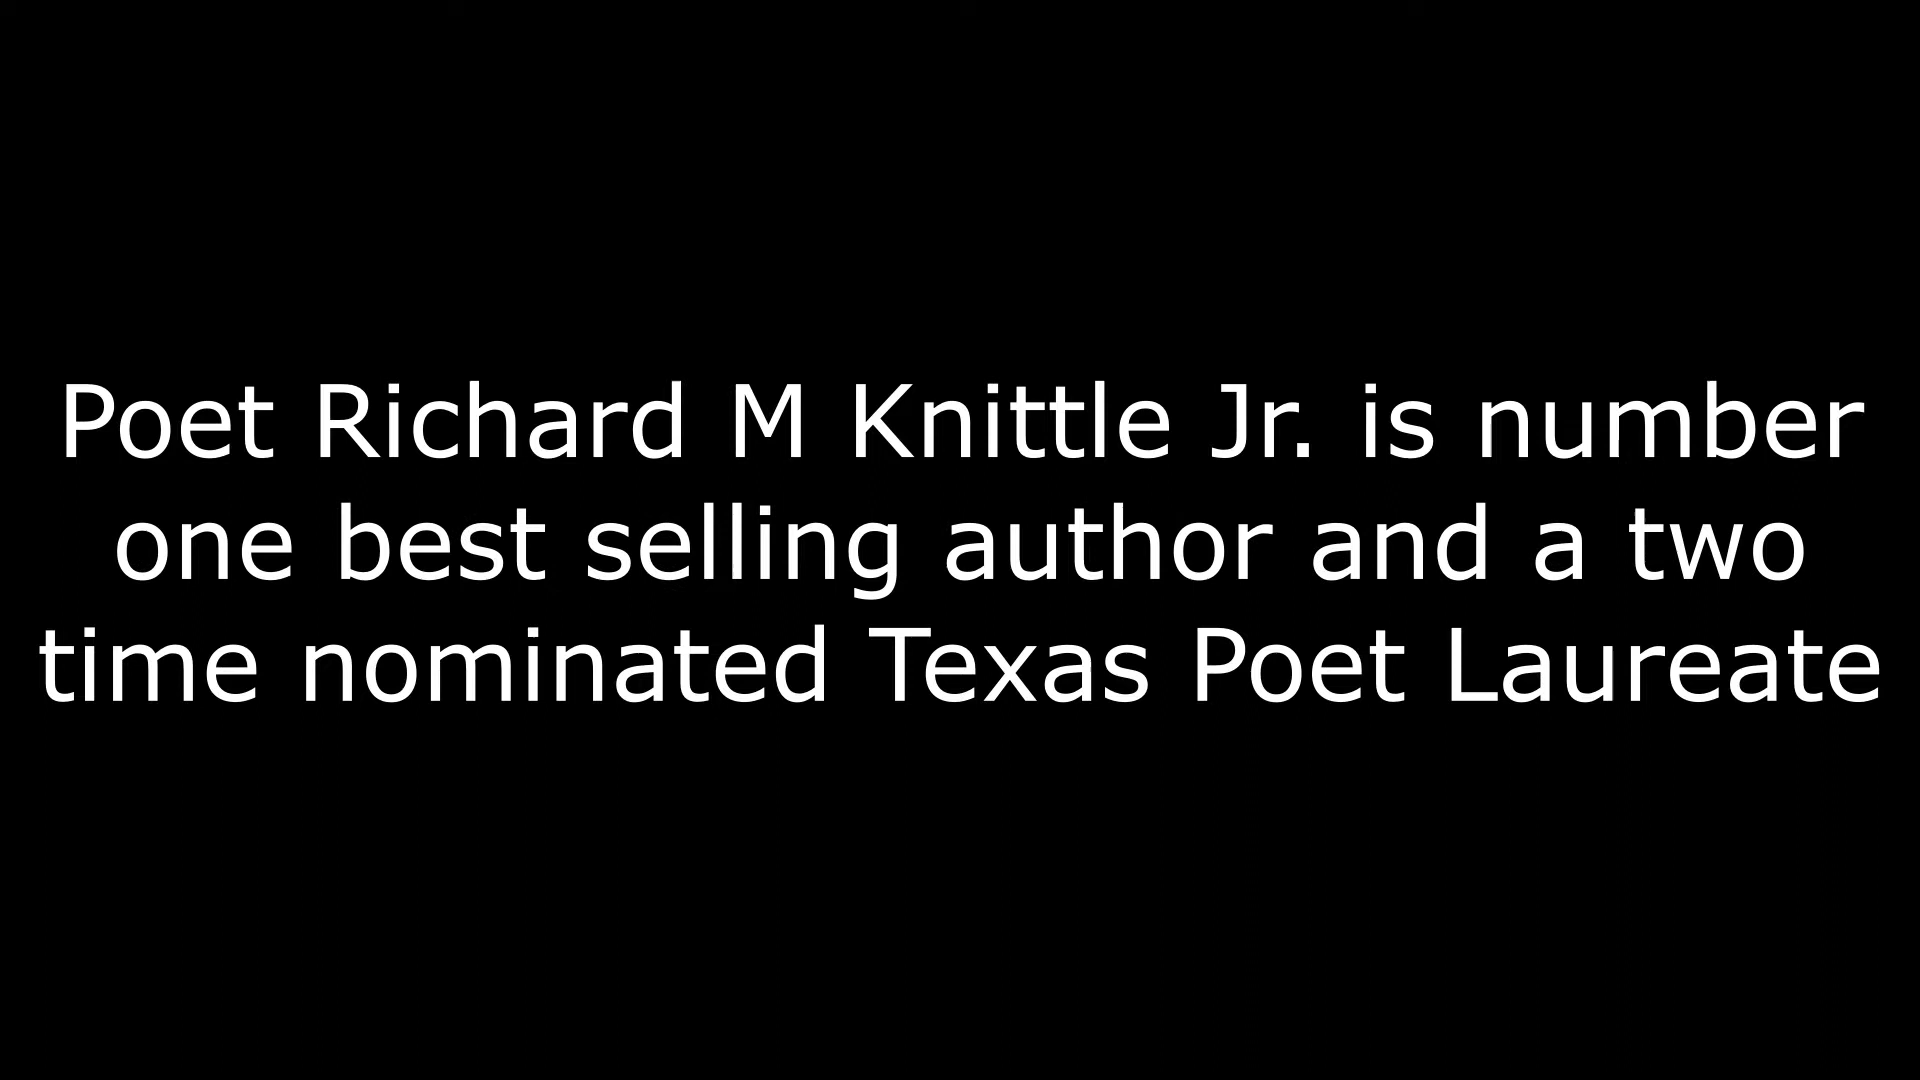 Poet Richard M Knittle Jr. is number
one best selling author and a two
time nominated Texas Poet Laureate